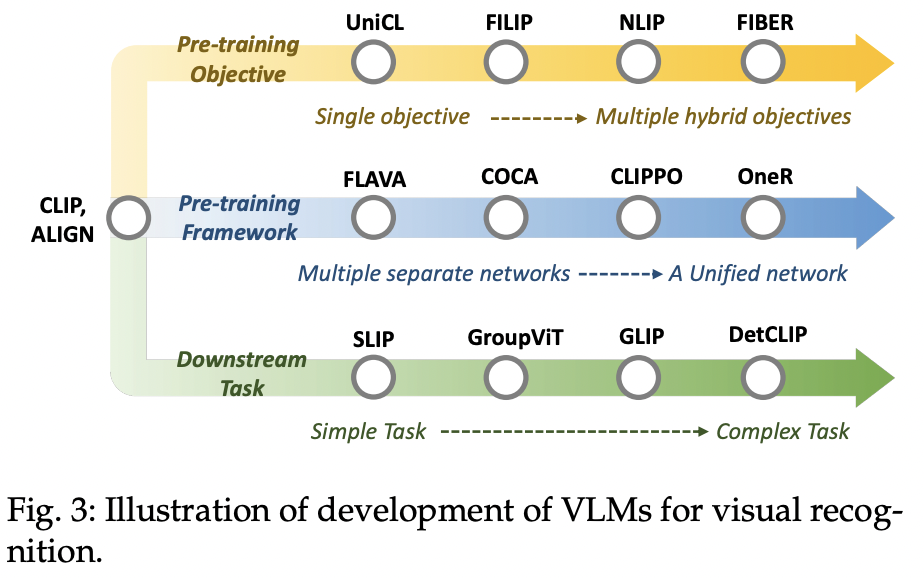 UniCL FILIP NLIP FIBER
Pre-training
Objective
Single objective Multiple hybrid objectives
FLAVA COCA CLIPPO OneR
CLIP,
ALIGN
Pre-training
Framework
Multiple separate networks A Unified network
SLIP GroupViT GLIP DetCLIP
Downstream
Task
Simple Task Complex Task
Fig. 3: Illustration of development of VLMs for visual recog-
nition.